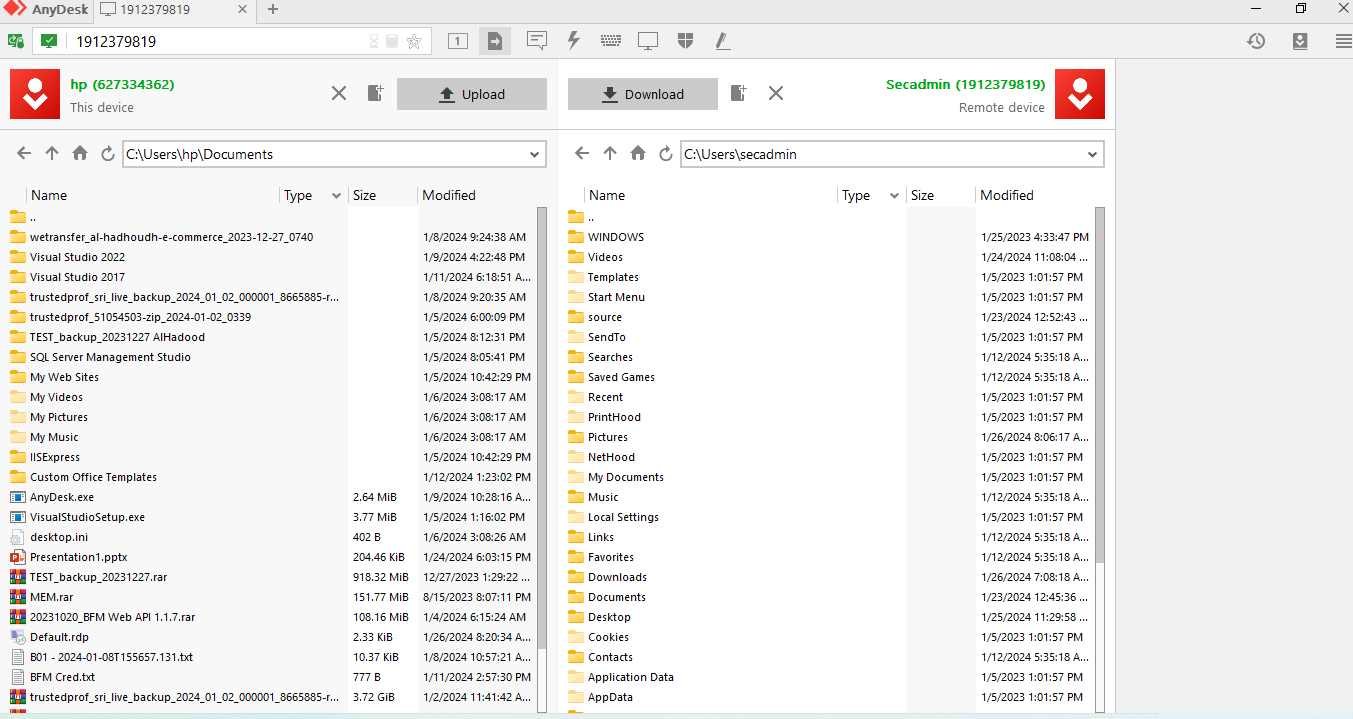 AnyDesk 1912379819
1912379819 1
hp (627334362)
This device
Upload
Download
Secadmin (1912379819)
Remote device
C:\Users\hp\Documents
Name Type Size Modified
..
wetransfer_al-hadhoudh-e-commerce_2023-12-27_0740 1/8/2024 9:24:38 AM
Visual Studio 2022 1/9/2024 4:22:48 PM
Visual Studio 2017 1/11/2024 6:18:51 A...
trustedprof_sri_live_backup_2024_01_02_000001_8665885-r... 1/8/2024 9:20:35 AM
trustedprof_51054503-zip_2024-01-02_0339 1/5/2024 6:00:09 PM
TEST_backup_20231227 AlHadood 1/5/2024 8:12:31 PM
SQL Server Management Studio 1/5/2024 8:05:41 PM
My Web Sites 1/5/2024 10:42:29 PM
My Videos 1/6/2024 3:08:17 AM
My Pictures 1/6/2024 3:08:17 AM
My Music 1/6/2024 3:08:17 AM
IISExpress 1/5/2024 10:42:29 PM
Custom Office Templates 1/12/2024 1:23:02 PM
AnyDesk.exe 2.64 MiB 1/9/2024 10:28:16 A...
VisualStudioSetup.exe 3.77 MiB 1/5/2024 1:16:02 PM
desktop.ini 402 B 1/6/2024 3:08:26 AM
Presentation1.pptx 204.46 KiB 1/24/2024 6:03:15 PM
TEST_backup_20231227.rar 918.32 MiB 12/27/2023 1:29:22 ...
MEM.rar 151.77 MiB 8/15/2023 8:07:11 PM
20231020_BFM Web API 1.1.7.rar 108.16 MiB 1/4/2024 6:15:24 AM
Default.rdp 2.33 KiB 1/26/2024 8:20:34 A...
B01 - 2024-01-08T155657.131.txt 10.37 KiB 1/8/2024 10:57:21 A...
BFM Cred.txt 777 B 1/11/2024 2:57:30 PM
trustedprof_sri_live_backup_2024_01_02_000001_8665885-r... 3.72 GiB 1/2/2024 11:41:42 A...
C:\Users\secadmin
Name Type Size Modified
..
WINDOWS 1/25/2023 4:33:47 PM
Videos 1/24/2024 11:08:04 ...
Templates 1/5/2023 1:01:57 PM
Start Menu 1/5/2023 1:01:57 PM
source 1/23/2024 12:52:43 ...
SendTo 1/5/2023 1:01:57 PM
Searches 1/12/2024 5:35:18 A...
Saved Games 1/12/2024 5:35:18 A...
Recent 1/5/2023 1:01:57 PM
PrintHood 1/5/2023 1:01:57 PM
Pictures 1/26/2024 8:06:17 A...
NetHood 1/5/2023 1:01:57 PM
My Documents 1/5/2023 1:01:57 PM
Music 1/12/2024 5:35:18 A...
Local Settings 1/5/2023 1:01:57 PM
Links 1/12/2024 5:35:18 A...
Favorites 1/12/2024 5:35:18 A...
Downloads 1/26/2024 7:08:18 A...
Documents 1/23/2024 12:45:36 ...
Desktop 1/25/2024 11:29:58 ...
Cookies 1/5/2023 1:01:57 PM
Contacts 1/12/2024 5:35:18 A...
Application Data 1/5/2023 1:01:57 PM
AppData 1/5/2023 1:01:57 PM